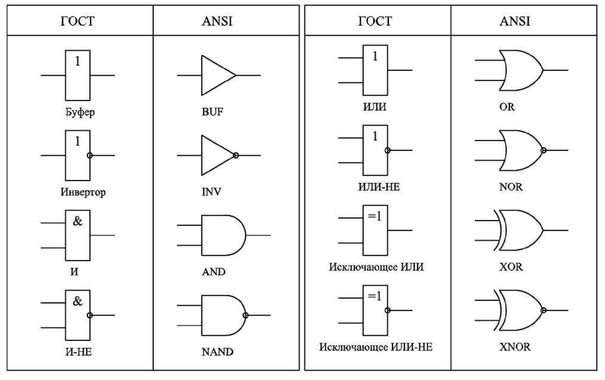 ГОСТ ANSI
1
Буфер BUF
1
Инвертор INV
&
И AND
&
И-НЕ NAND
ГОСТ ANSI
1
ИЛИ OR
1
ИЛИ-НЕ NOR
=1
Исключающее ИЛИ XOR
=1
Исключающее ИЛИ-НЕ XNOR